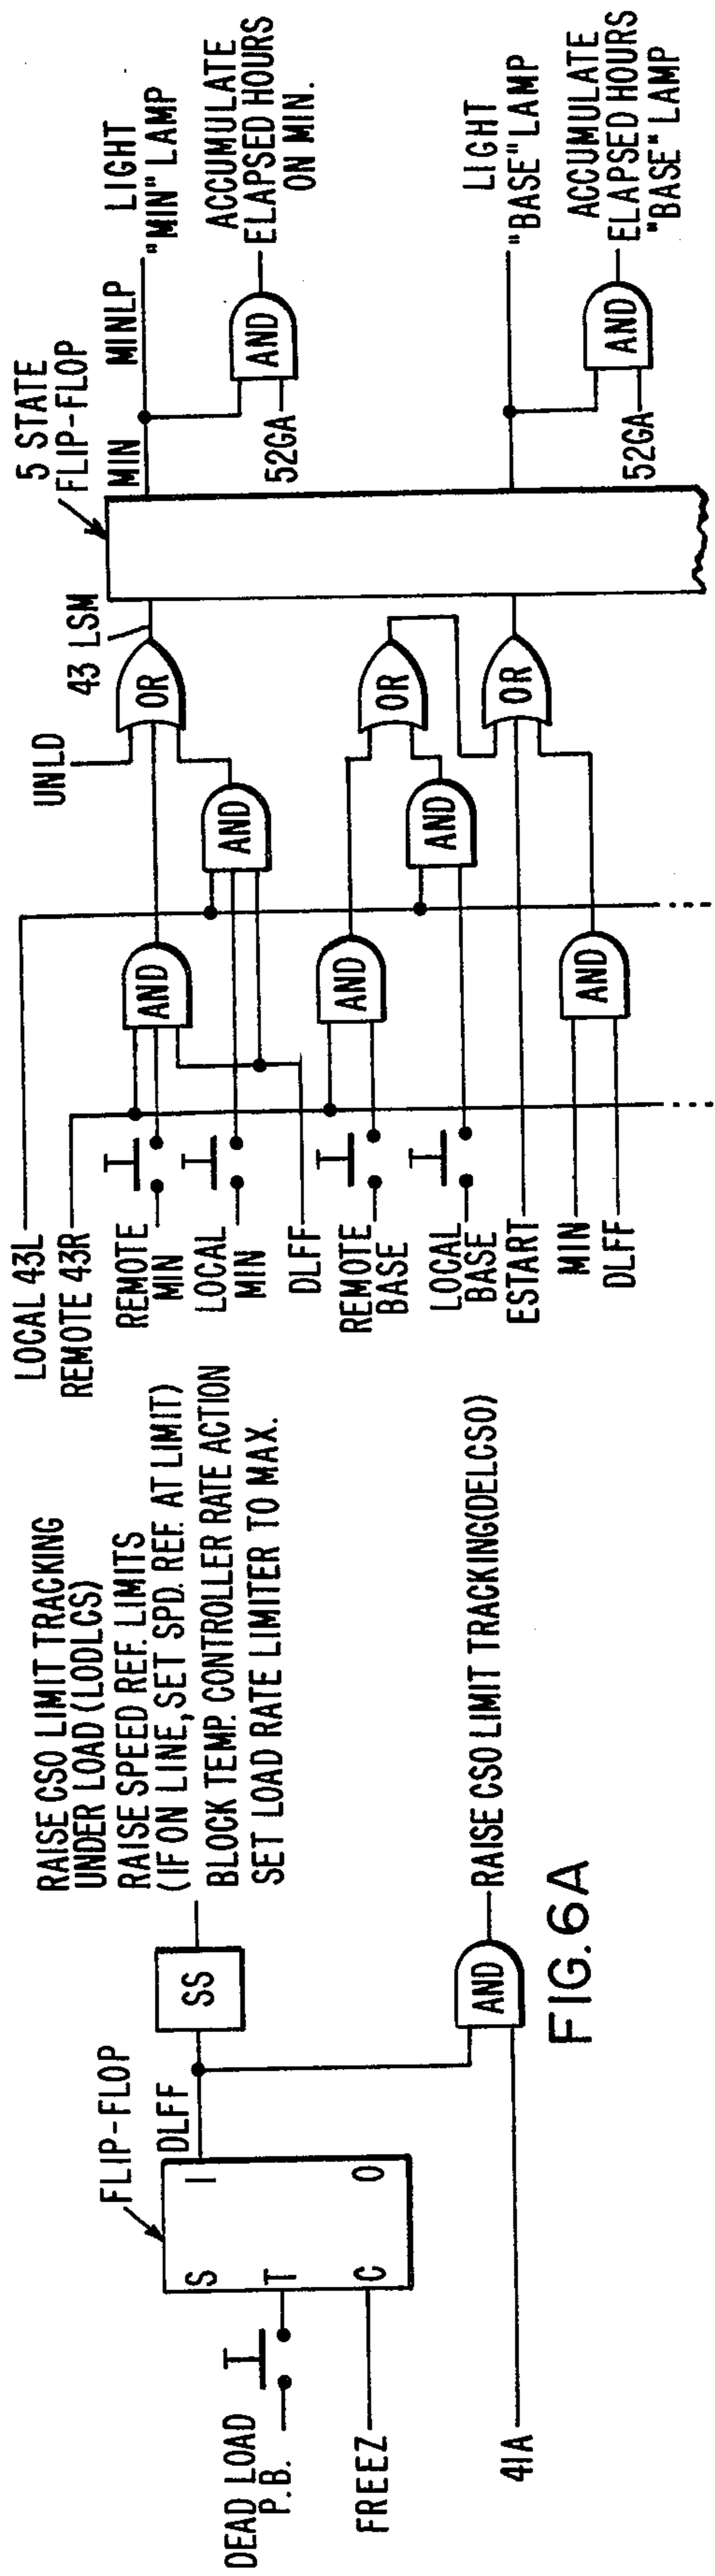 DEAD LOAD
P.B.
FREEZ
41A
FLIP-FLOP
S
T
C
I
O
DLFF
SS
AND
RAISE CSO LIMIT TRACKING
UNDER LOAD (LODLCS)
RAISE SPEED REF. LIMITS
(IF ON LINE, SET SPD. REF. AT LIMIT)
BLOCK TEMP. CONTROLLER RATE ACTION
SET LOAD RATE LIMITER TO MAX.
RAISE CSO LIMIT TRACKING(DELCSO)
FIG. 6A
LOCAL 43L
REMOTE 43R
REMOTE
MIN
LOCAL
MIN
DLFF
REMOTE
BASE
LOCAL
BASE
ESTART
MIN
DLFF
AND
AND
AND
AND
AND
UNLD
OR
OR
OR
43 LSM
5 STATE
FLIP-FLOP
MIN
MINLP
LIGHT
"MIN" LAMP
52GA
AND
ACCUMULATE
ELAPSED HOURS
ON MIN.
LIGHT
"BASE" LAMP
52GA
AND
ACCUMULATE
ELAPSED HOURS
"BASE" LAMP